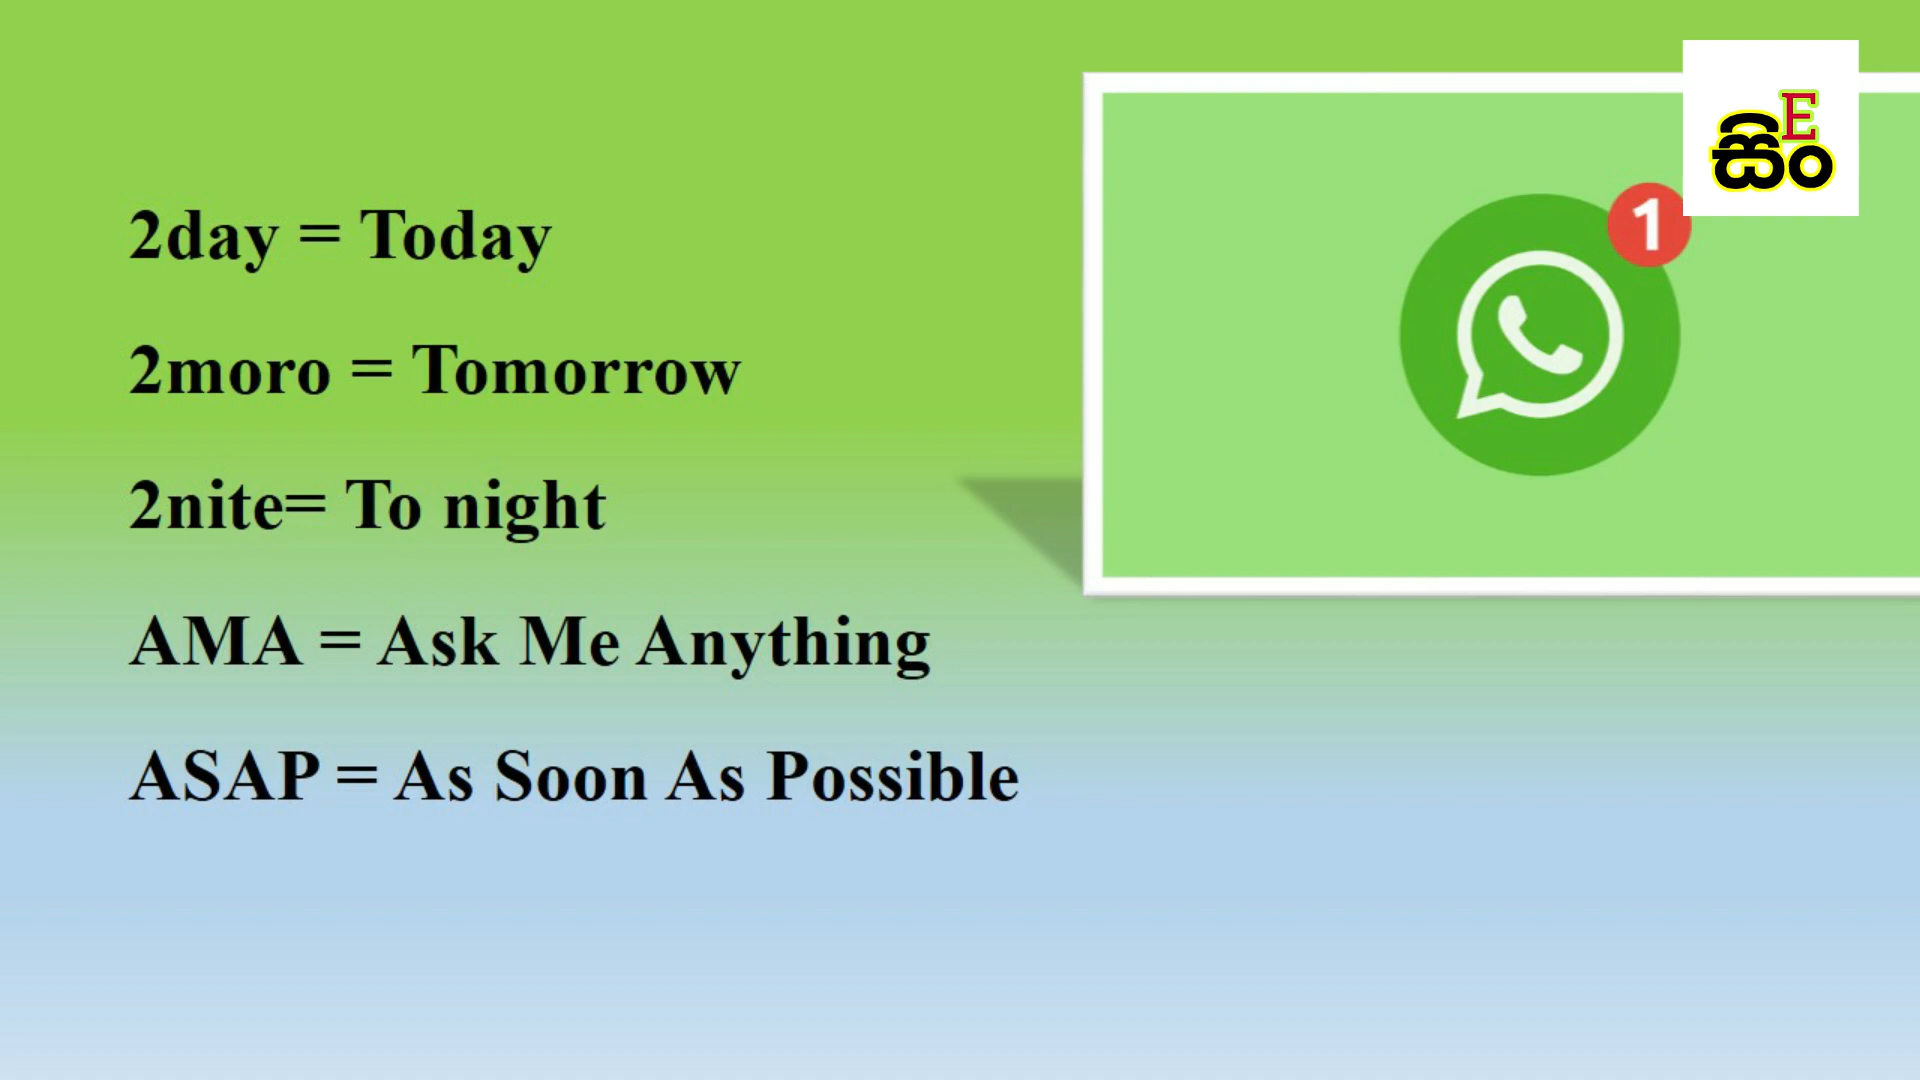 2day = Today
2moro = Tomorrow
2nite= To night
AMA = Ask Me Anything
ASAP = As Soon As Possible
1
E
සිං